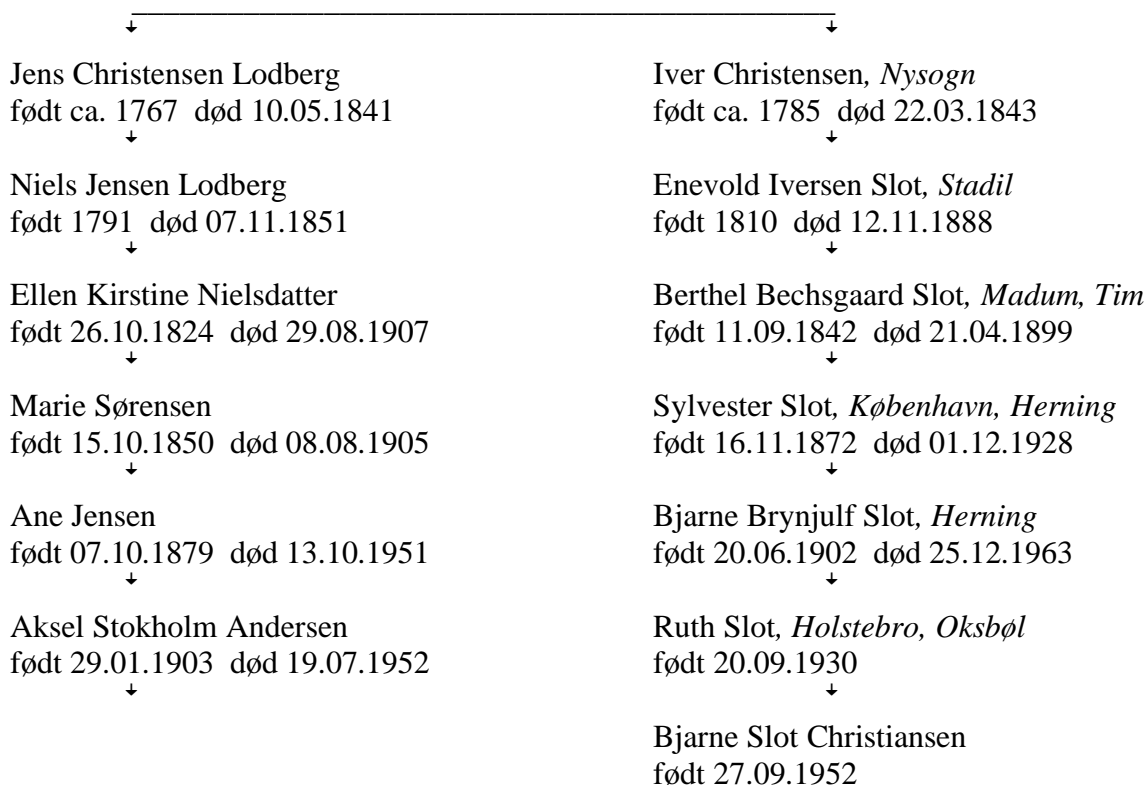 Jens Christensen Lodberg
født ca. 1767 død 10.05.1841
Niels Jensen Lodberg
født 1791 død 07.11.1851
Ellen Kirstine Nielsdatter
født 26.10.1824 død 29.08.1907
Marie Sørensen
født 15.10.1850 død 08.08.1905
Ane Jensen
født 07.10.1879 død 13.10.1951
Aksel Stokholm Andersen
født 29.01.1903 død 19.07.1952
Iver Christensen, Nysogn
født ca. 1785 død 22.03.1843
Enevold Iversen Slot, Stadil
født 1810 død 12.11.1888
Berthel Bechsgaard Slot, Madum, Tim
født 11.09.1842 død 21.04.1899
Sylvester Slot, København, Herning
født 16.11.1872 død 01.12.1928
Bjarne Brynjulf Slot, Herning
født 20.06.1902 død 25.12.1963
Ruth Slot, Holstebro, Oksbøl
født 20.09.1930
Bjarne Slot Christiansen
født 27.09.1952